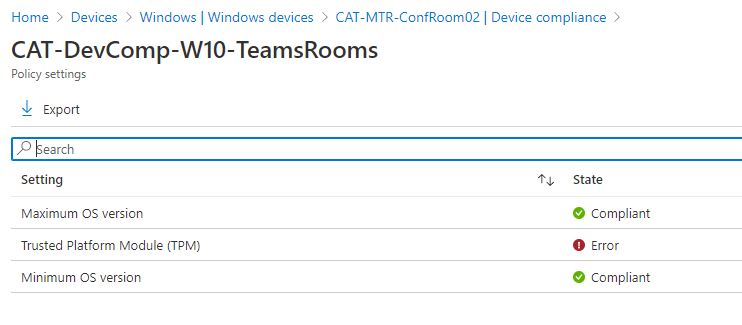 Home > Devices > Windows | Windows devices > CAT-MTR-ConfRoom02 | Device compliance >
CAT-DevComp-W10-TeamsRooms
Policy settings
Export
Search
Setting State
Maximum OS version Compliant
Trusted Platform Module (TPM) Error
Minimum OS version Compliant